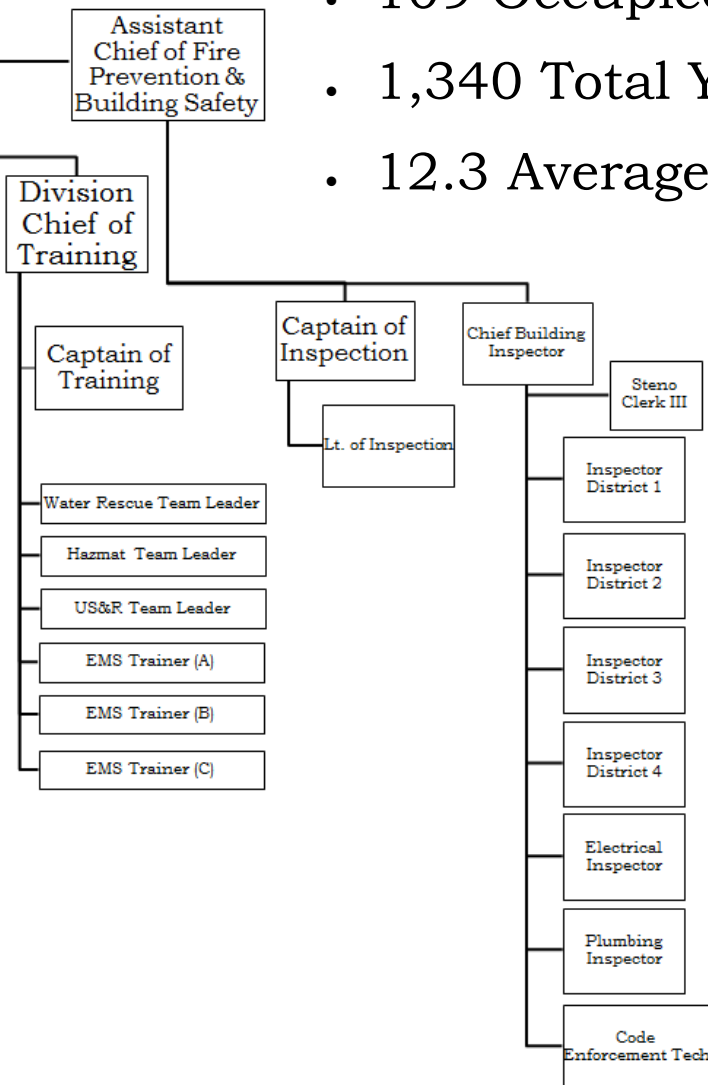 Assistant
Chief of Fire
Prevention &
Building Safety
• 109 Occupied
• 1,340 Total Y
• 12.3 Average
Division
Chief of
Training
Captain of
Training
Water Rescue Team Leader
Hazmat Team Leader
US&R Team Leader
EMS Trainer (A)
EMS Trainer (B)
EMS Trainer (C)
Captain of
Inspection
Lt. of Inspection
Chief Building
Inspector
Steno
Clerk III
Inspector
District 1
Inspector
District 2
Inspector
District 3
Inspector
District 4
Electrical
Inspector
Plumbing
Inspector
Code
Enforcement Tech